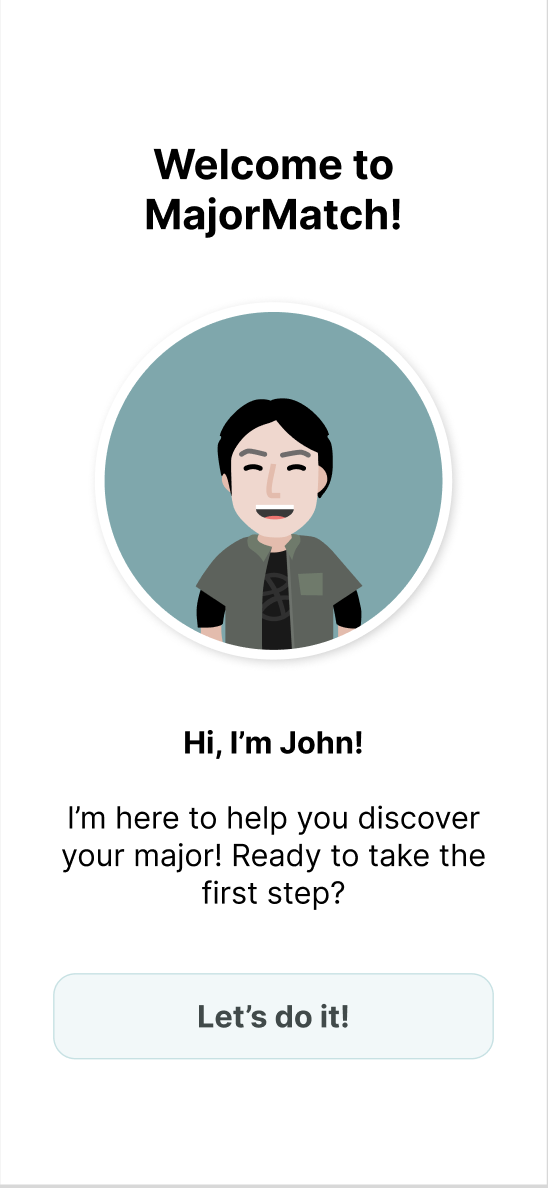 Welcome to
MajorMatch!
Hi, I’m John!
I’m here to help you discover
your major! Ready to take the
first step?
Let’s do it!